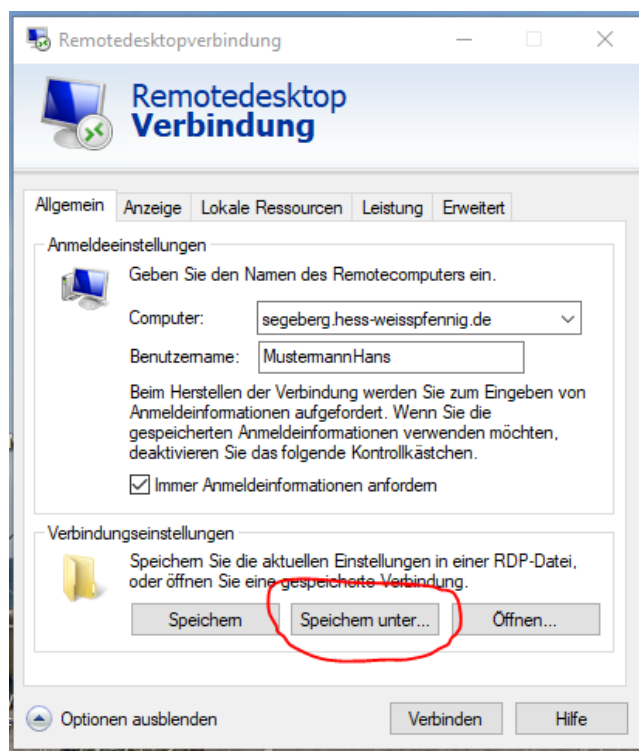 Remotedesktopverbindung
Remotedesktop
Verbindung
Allgemein Anzeige Lokale Ressourcen Leistung Erweitert
Anmeldeeinstellungen
Geben Sie den Namen des Remotecomputers ein.
Computer: segeberg.hess-weisspfennig.de
Benutzername: MustermannHans
Beim Herstellen der Verbindung werden Sie zum Eingeben von
Anmeldeinformationen aufgefordert. Wenn Sie die
gespeicherten Anmeldeinformationen verwenden möchten,
deaktivieren Sie das folgende Kontrollkästchen.
Immer Anmeldeinformationen anfordern
Verbindungseinstellungen
Speichern Sie die aktuellen Einstellungen in einer RDP-Datei,
oder öffnen Sie eine gespeicherte Verbindung.
Speichern Speichern unter... Öffnen...
Optionen ausblenden Verbinden Hilfe